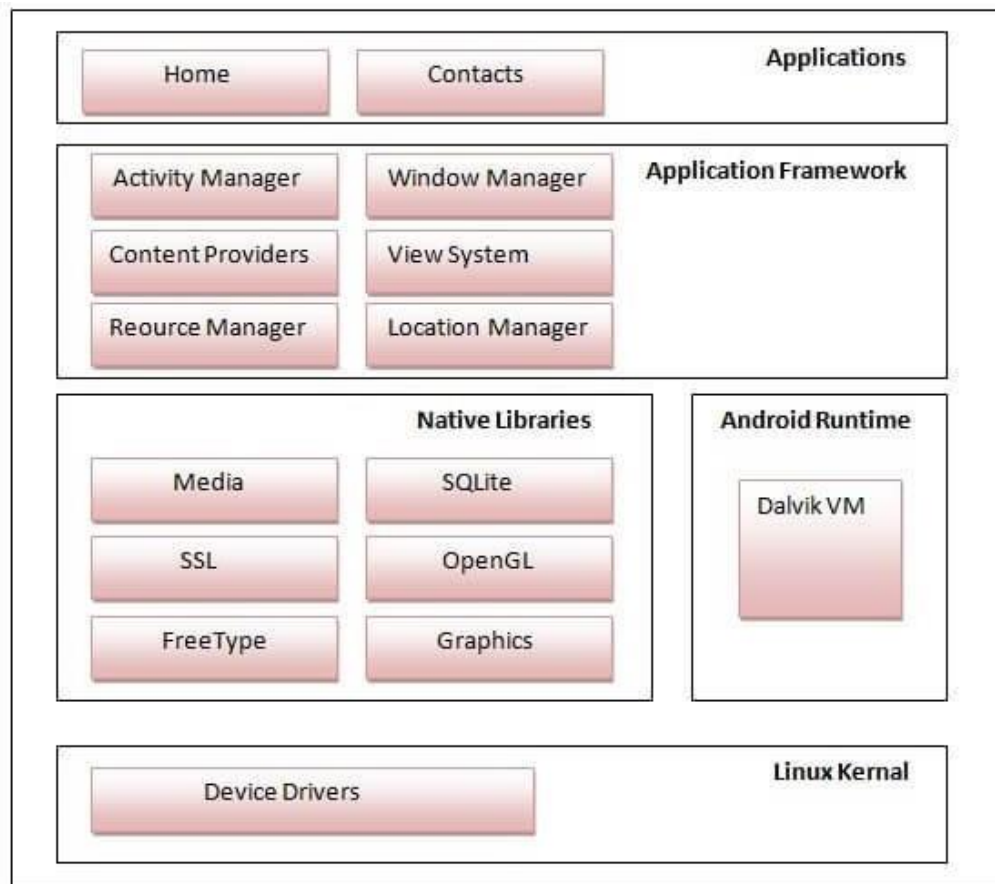 Applications
Home
Contacts
Application Framework
Activity Manager
Window Manager
Content Providers
View System
Reource Manager
Location Manager
Native Libraries
Media
SQLite
SSL
OpenGL
FreeType
Graphics
Android Runtime
Dalvik VM
Linux Kernal
Device Drivers